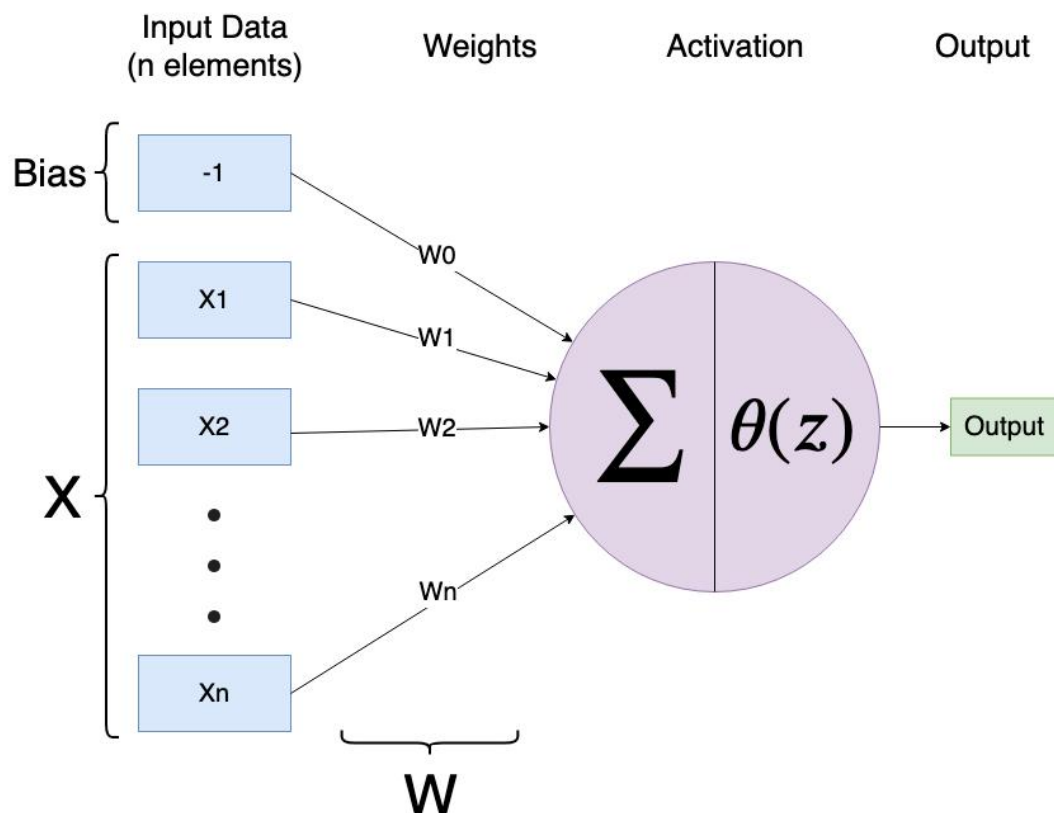 Input Data
(n elements)
Weights
Activation
Output
Bias
-1
W0
X1
W1
X2
W2
X
∑
θ(z)
Output
Wn
Xn
W